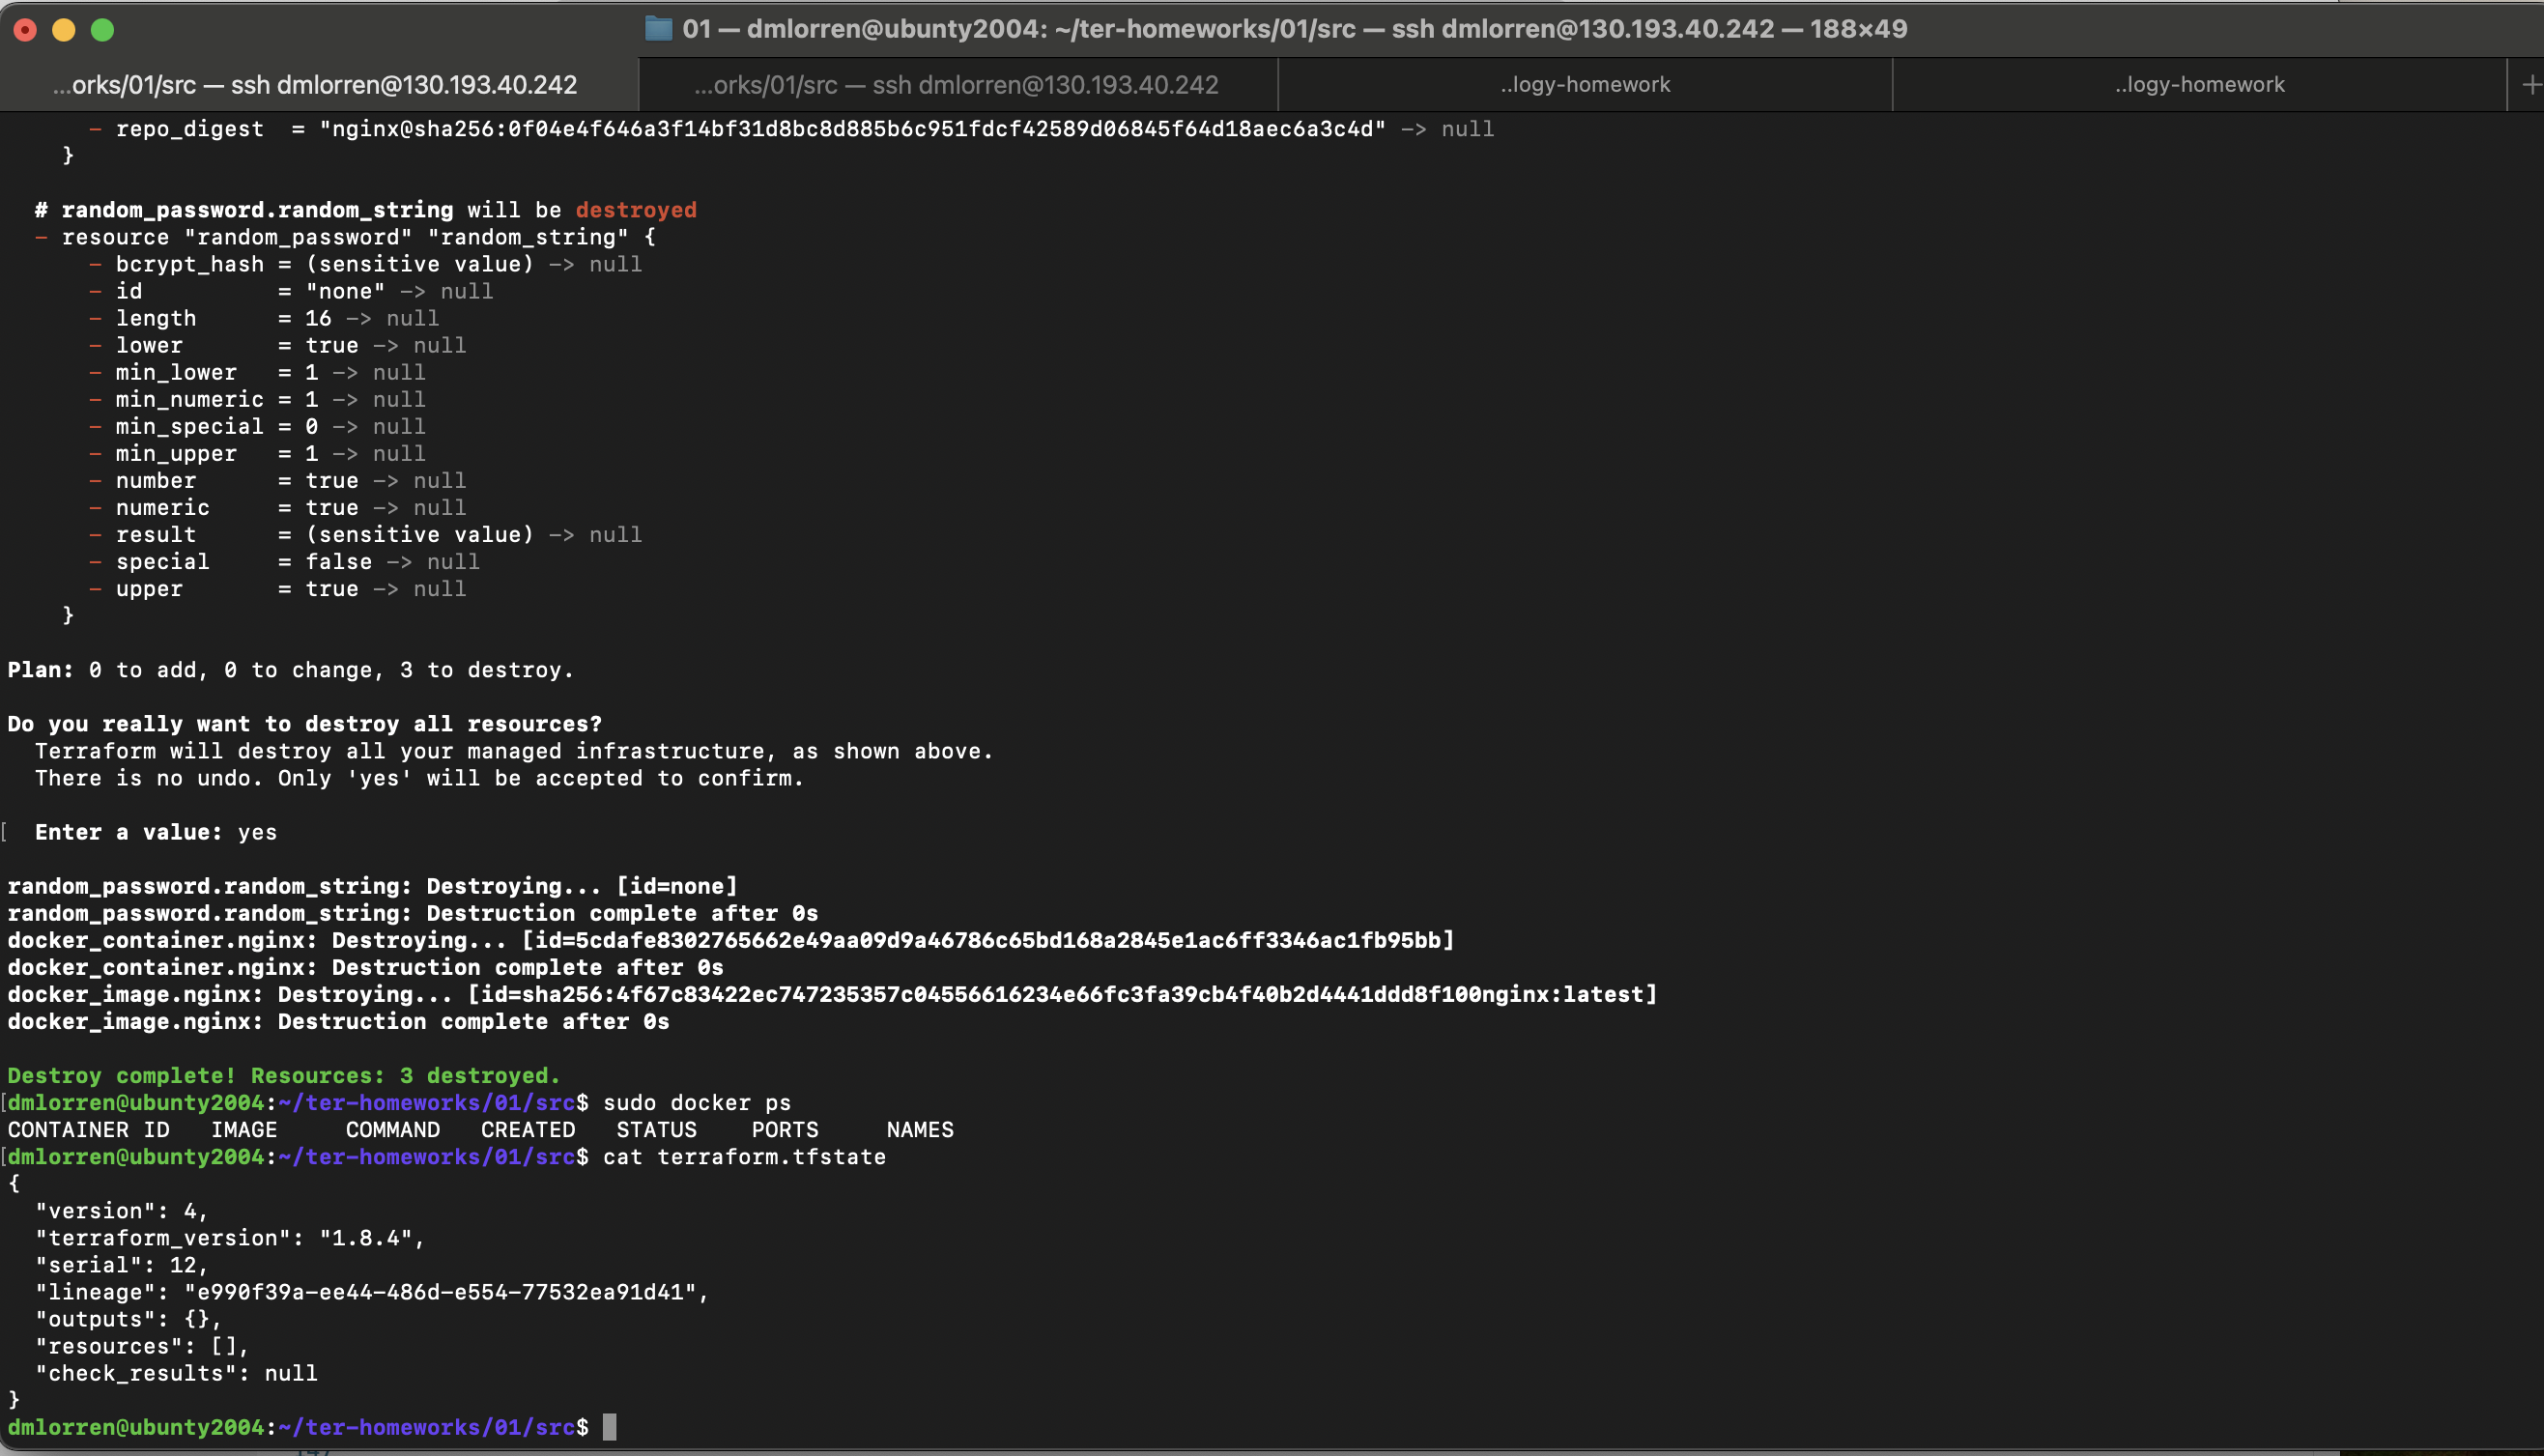 01 — dmlorren@ubunty2004: ~/ter-homeworks/01/src — ssh dmlorren@130.193.40.242 — 188×49
...orks/01/src — ssh dmlorren@130.193.40.242
...orks/01/src — ssh dmlorren@130.193.40.242
..logy-homework
..logy-homework
+
      - repo_digest  = "nginx@sha256:0f04e4f646a3f14bf31d8bc8d885b6c951fdcf42589d06845f64d18aec6a3c4d" -> null
    }
  # random_password.random_string will be destroyed
  - resource "random_password" "random_string" {
      - bcrypt_hash = (sensitive value) -> null
      - id          = "none" -> null
      - length      = 16 -> null
      - lower       = true -> null
      - min_lower   = 1 -> null
      - min_numeric = 1 -> null
      - min_special = 0 -> null
      - min_upper   = 1 -> null
      - number      = true -> null
      - numeric     = true -> null
      - result      = (sensitive value) -> null
      - special     = false -> null
      - upper       = true -> null
    }
Plan: 0 to add, 0 to change, 3 to destroy.
Do you really want to destroy all resources?
  Terraform will destroy all your managed infrastructure, as shown above.
  There is no undo. Only 'yes' will be accepted to confirm.
[  Enter a value: yes
random_password.random_string: Destroying... [id=none]
random_password.random_string: Destruction complete after 0s
docker_container.nginx: Destroying... [id=5cdafe8302765662e49aa09d9a46786c65bd168a2845e1ac6ff3346ac1fb95bb]
docker_container.nginx: Destruction complete after 0s
docker_image.nginx: Destroying... [id=sha256:4f67c83422ec747235357c04556616234e66fc3fa39cb4f40b2d4441ddd8f100nginx:latest]
docker_image.nginx: Destruction complete after 0s
Destroy complete! Resources: 3 destroyed.
[dmlorren@ubunty2004:~/ter-homeworks/01/src$ sudo docker ps
CONTAINER ID   IMAGE     COMMAND   CREATED   STATUS    PORTS     NAMES
[dmlorren@ubunty2004:~/ter-homeworks/01/src$ cat terraform.tfstate
{
  "version": 4,
  "terraform_version": "1.8.4",
  "serial": 12,
  "lineage": "e990f39a-ee44-486d-e554-77532ea91d41",
  "outputs": {},
  "resources": [],
  "check_results": null
}
dmlorren@ubunty2004:~/ter-homeworks/01/src$